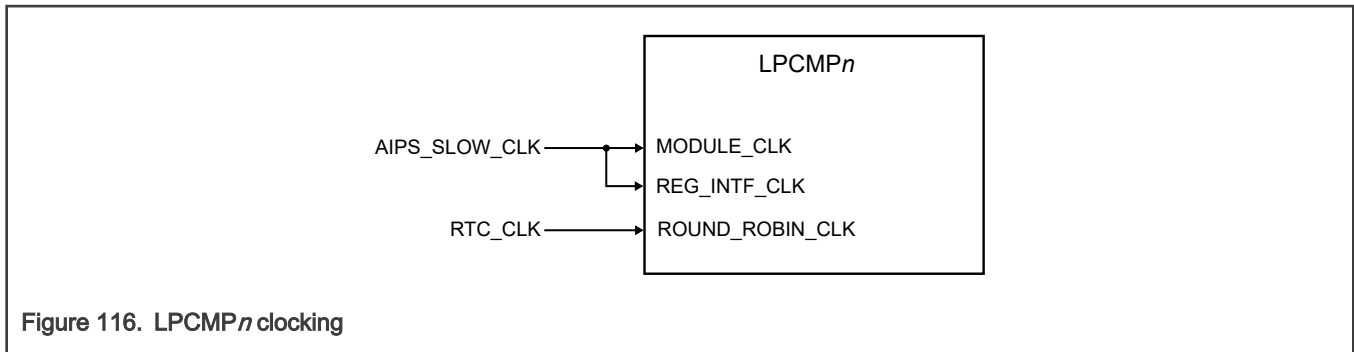 LPCMPn
AIPS_SLOW_CLK
MODULE_CLK
REG_INTF_CLK
RTC_CLK
ROUND_ROBIN_CLK
Figure 116. LPCMPn clocking